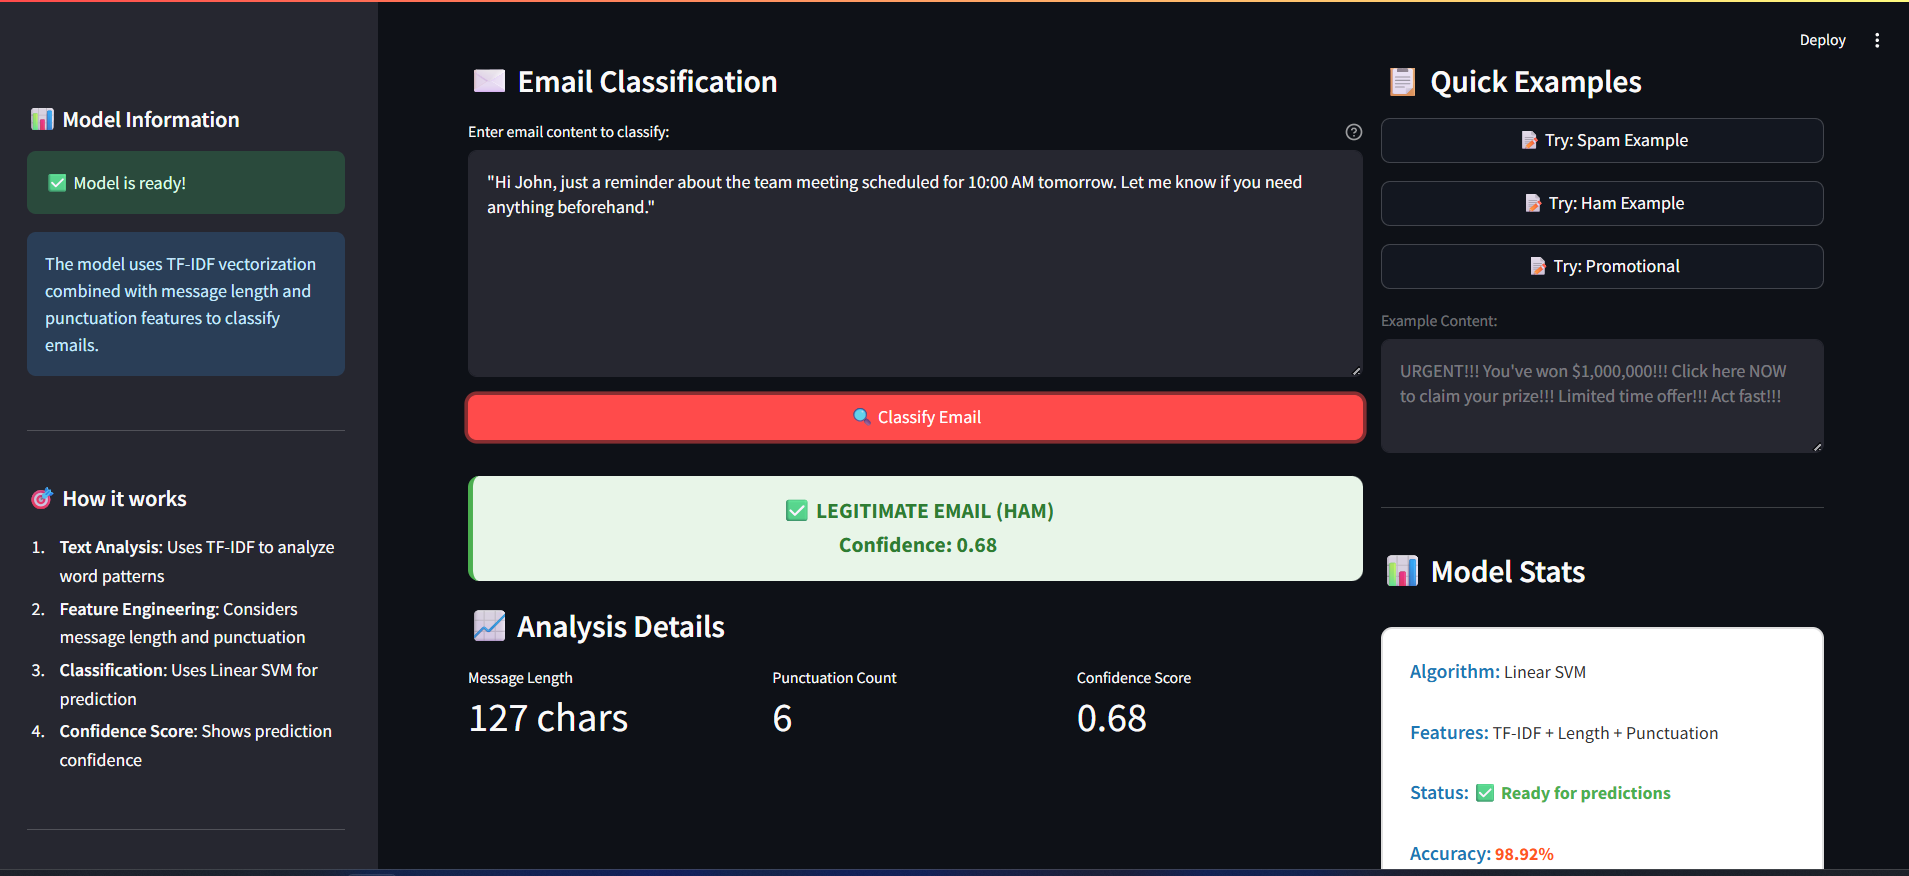 Deploy
Model Information
Model is ready!
The model uses TF-IDF vectorization
combined with message length and
punctuation features to classify
emails.
How it works
1. Text Analysis: Uses TF-IDF to analyze
word patterns
2. Feature Engineering: Considers
message length and punctuation
3. Classification: Uses Linear SVM for
prediction
4. Confidence Score: Shows prediction
confidence
Email Classification
Enter email content to classify:
"Hi John, just a reminder about the team meeting scheduled for 10:00 AM tomorrow. Let me know if you need
anything beforehand."
Classify Email
LEGITIMATE EMAIL (HAM)
Confidence: 0.68
Analysis Details
Message Length
127 chars
Punctuation Count
6
Confidence Score
0.68
Quick Examples
Try: Spam Example
Try: Ham Example
Try: Promotional
Example Content:
URGENT!!! You've won $1,000,000!!! Click here NOW
to claim your prize!!! Limited time offer!!! Act fast!!!
Model Stats
Algorithm: Linear SVM
Features: TF-IDF + Length + Punctuation
Status: Ready for predictions
Accuracy: 98.92%